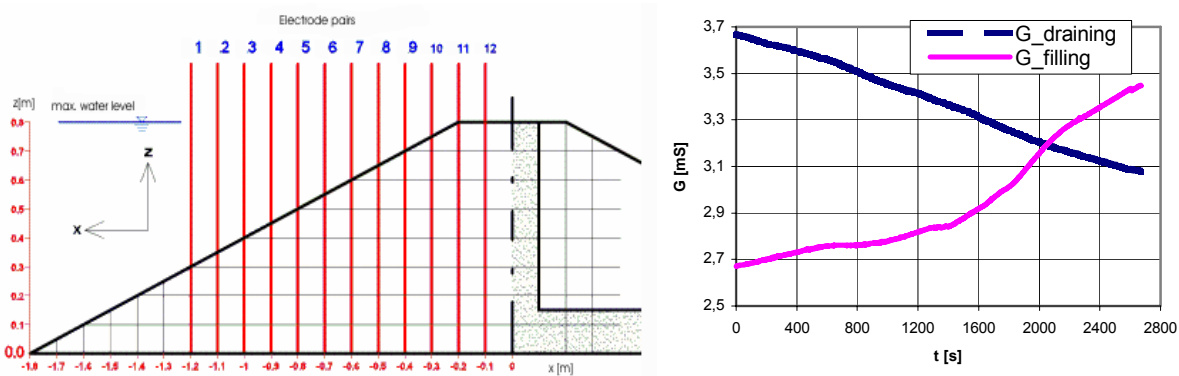 Electrode pairs
1 2 3 4 5 6 7 8 9 10 11 12
z[m]
max. water level
0.8
0.7
0.6
0.5
0.4
0.3
0.2
0.1
0.0
z
x
-1.8 -1.7 -1.6 -1.5 -1.4 -1.3 -1.2 -1.1 -1 -0.9 -0.8 -0.7 -0.6 -0.5 -0.4 -0.3 -0.2 -0.1 0
x [m]
3,7
3,5
3,3
3,1
2,9
2,7
2,5
G [mS]
G_draining
G_filling
0 400 800 1200 1600 2000 2400 2800
t [s]